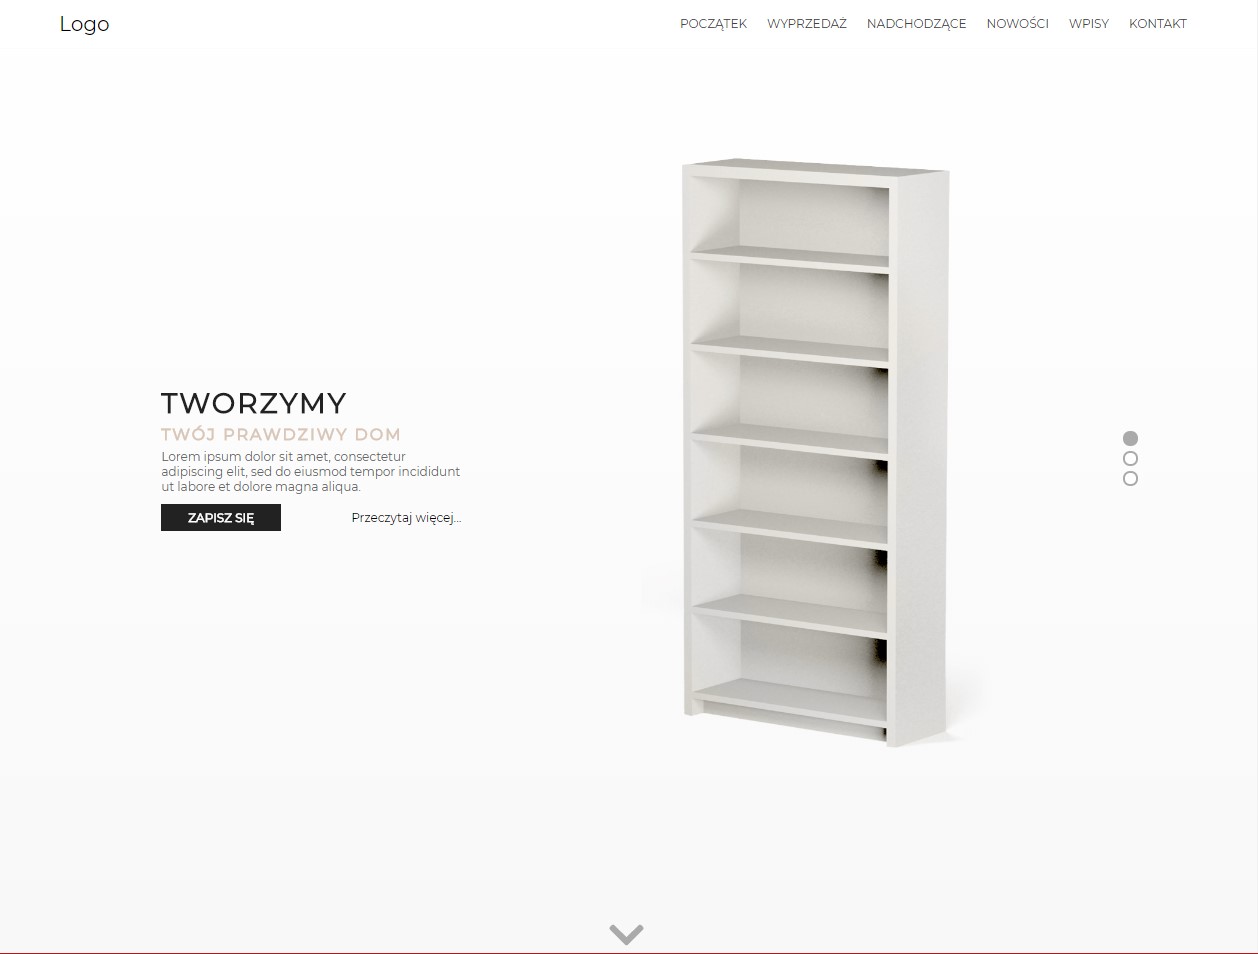 Logo
POCZĄTEK WYPRZEDAŻ NADCHODZĄCE NOWOŚCI WPISY KONTAKT
TWORZYMY
TWÓJ PRAWDZIWY DOM
Lorem ipsum dolor sit amet, consectetur
adipiscing elit, sed do eiusmod tempor incididunt
ut labore et dolore magna aliqua.
ZAPISZ SIĘ Przeczytaj więcej...